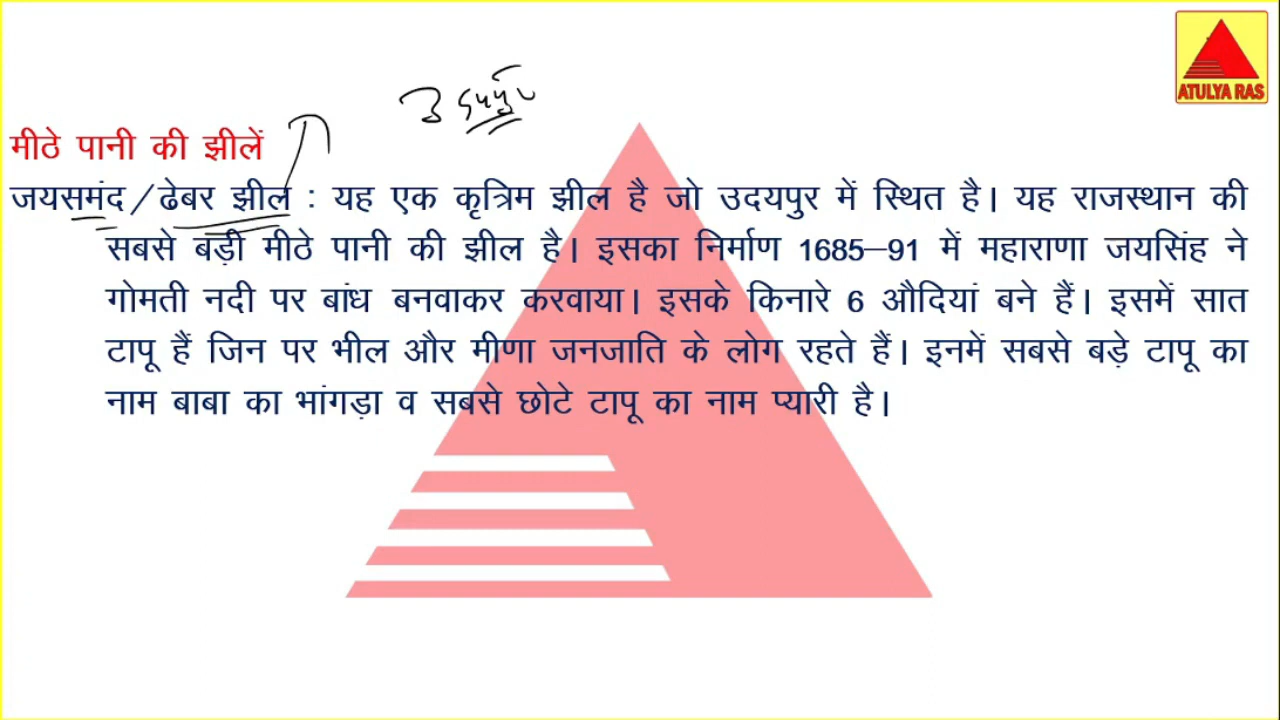 ATULYA RAS
उदयपुर
मीठे पानी की झीलें
जयसमंद/ढेबर झील : यह एक कृत्रिम झील है जो उदयपुर में स्थित है। यह राजस्थान की
सबसे बड़ी मीठे पानी की झील है। इसका निर्माण 1685–91 में महाराणा जयसिंह ने
गोमती नदी पर बांध बनवाकर करवाया। इसके किनारे 6 औदियां बने हैं। इसमें सात
टापू हैं जिन पर भील और मीणा जनजाति के लोग रहते हैं। इनमें सबसे बड़े टापू का
नाम बाबा का भांगड़ा व सबसे छोटे टापू का नाम प्यारी है।